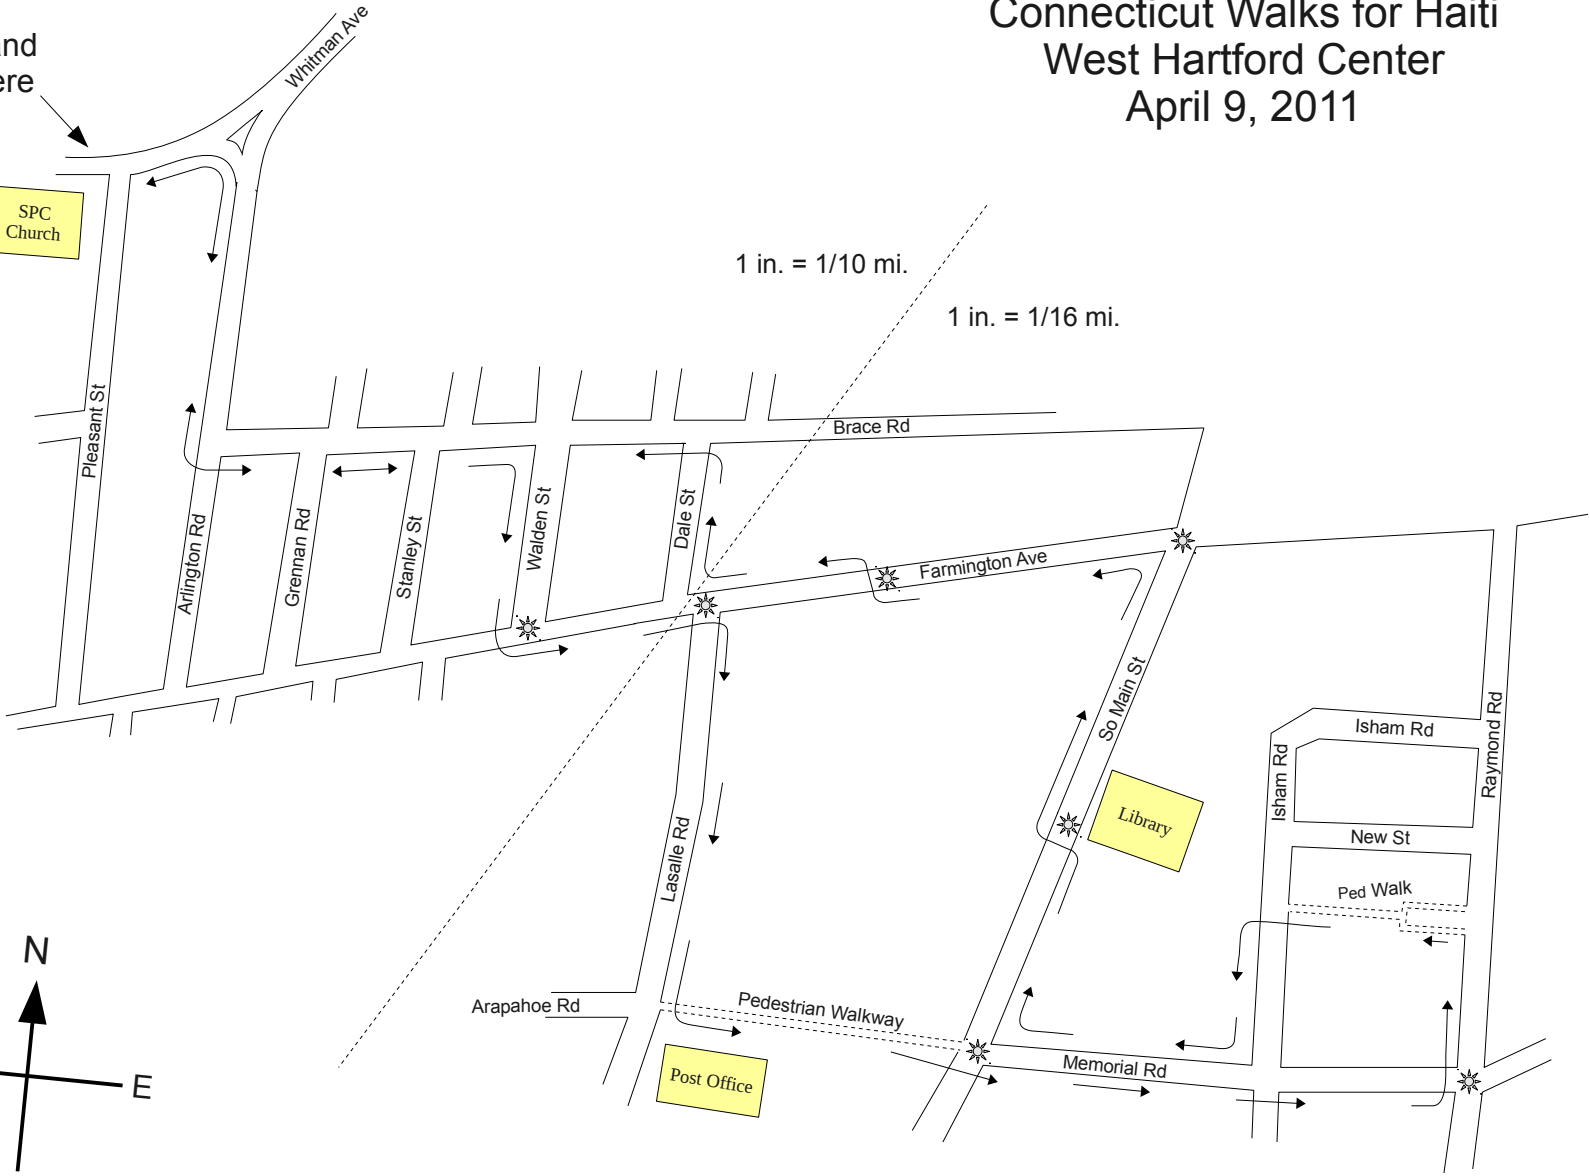 Connecticut Walks for Haiti
West Hartford Center
April 9, 2011
Whitman Ave
SPC
Church
1 in. = 1/10 mi.
1 in. = 1/16 mi.
Pleasant St
Brace Rd
Arlington Rd
Grennan Rd
Stanley St
Walden St
Dale St
Farmington Ave
So Main St
Raymond Rd
Isham Rd
Isham Rd
Library
New St
Ped Walk
Lasalle Rd
Arapahoe Rd
Pedestrian Walkway
Memorial Rd
Post Office
N
E